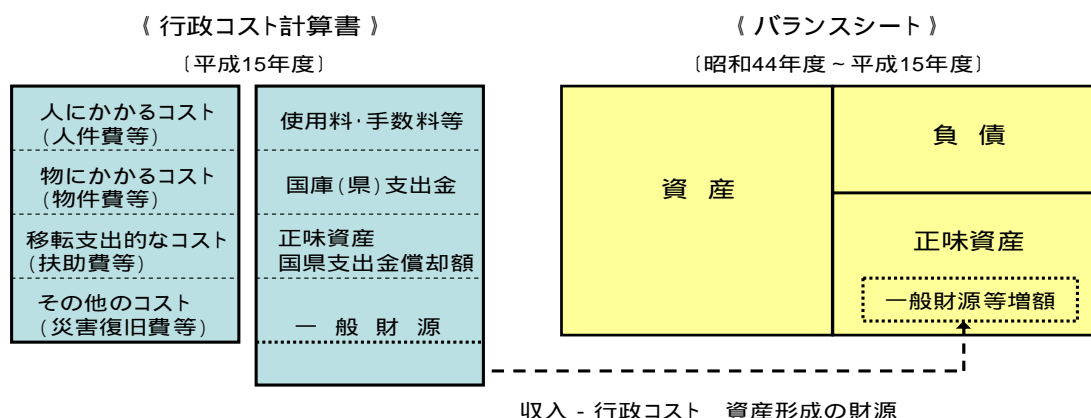 《 行政コスト計算書 》
〔平成15年度〕
人にかかるコスト
(人件費等)
物にかかるコスト
(物件費等)
移転支出的なコスト
(扶助費等)
その他のコスト
(災害復旧費等)
使用料・手数料等
国庫(県)支出金
正味資産
国県支出金償却額
一 般 財 源
《 バランスシート 》
〔昭和44年度～平成15年度〕
資 産
負 債
正味資産
一般財源等増額
収入 - 行政コスト 資産形成の財源